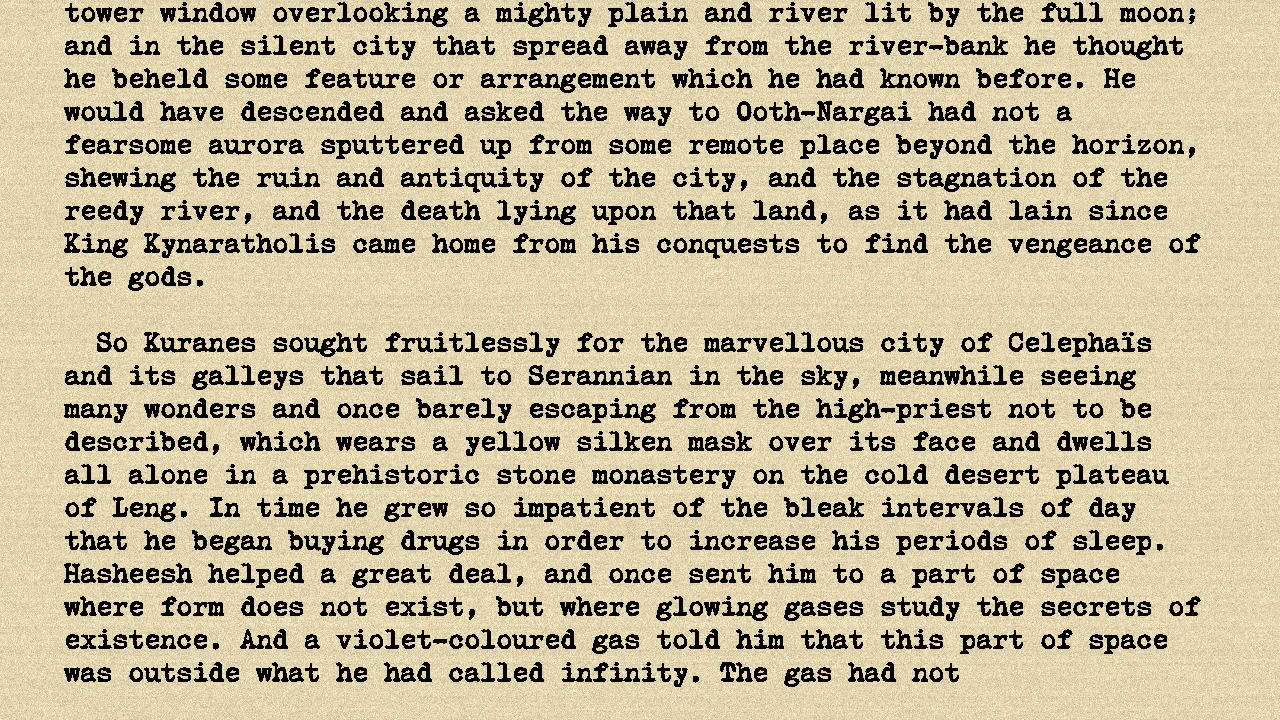 tower window overlooking a mighty plain and river lit by the full moon;
and in the silent city that spread away from the river-bank he thought
he beheld some feature or arrangement which he had known before. He
would have descended and asked the way to Ooth-Nargai had not a
fearsome aurora sputtered up from some remote place beyond the horizon,
shewing the ruin and antiquity of the city, and the stagnation of the
reedy river, and the death lying upon that land, as it had lain since
King Kynaratholis came home from his conquests to find the vengeance of
the gods.

So Kuranes sought fruitlessly for the marvellous city of Celephaïs
and its galleys that sail to Serannian in the sky, meanwhile seeing
many wonders and once barely escaping from the high-priest not to be
described, which wears a yellow silken mask over its face and dwells
all alone in a prehistoric stone monastery on the cold desert plateau
of Leng. In time he grew so impatient of the bleak intervals of day
that he began buying drugs in order to increase his periods of sleep.
Hasheesh helped a great deal, and once sent him to a part of space
where form does not exist, but where glowing gases study the secrets of
existence. And a violet-coloured gas told him that this part of space
was outside what he had called infinity. The gas had not